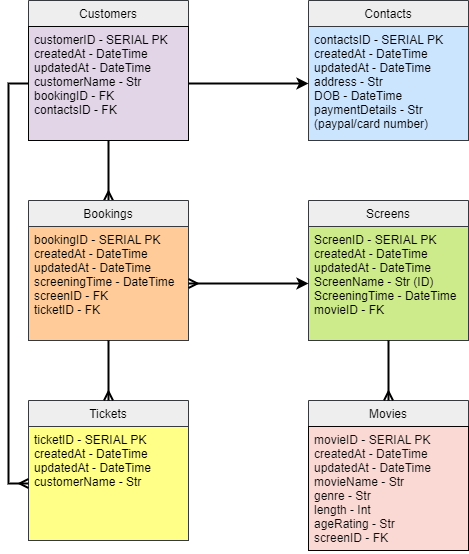 Customers
customerID - SERIAL PK
createdAt - DateTime
updatedAt - DateTime
customerName - Str
bookingID - FK
contactsID - FK
Contacts
contactsID - SERIAL PK
createdAt - DateTime
updatedAt - DateTime
address - Str
DOB - DateTime
paymentDetails - Str
(paypal/card number)
Bookings
bookingID - SERIAL PK
createdAt - DateTime
updatedAt - DateTime
screeningTime - DateTime
screenID - FK
ticketID - FK
Screens
ScreenID - SERIAL PK
createdAt - DateTime
updatedAt - DateTime
ScreenName - Str (ID)
ScreeningTime - DateTime
movieID - FK
Tickets
ticketID - SERIAL PK
createdAt - DateTime
updatedAt - DateTime
customerName - Str
Movies
movieID - SERIAL PK
createdAt - DateTime
updatedAt - DateTime
movieName - Str
genre - Str
length - Int
ageRating - Str
screenID - FK